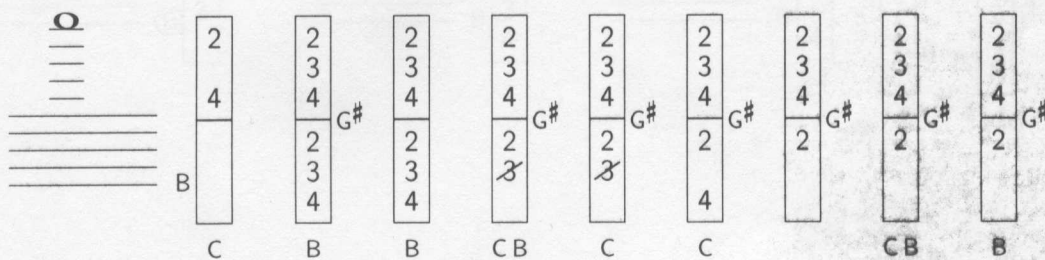 2 2 2 2 2 2 2 2 2
3 3 3 3 3 3 3 3
4 4 4 4 4 4 4 4 4
G♯ G♯ G♯ G♯ G♯ G♯ G♯
2 2 2 2 2 2 2 2
B 3 3 3 3
4 4 4
C B B C B C C C B B